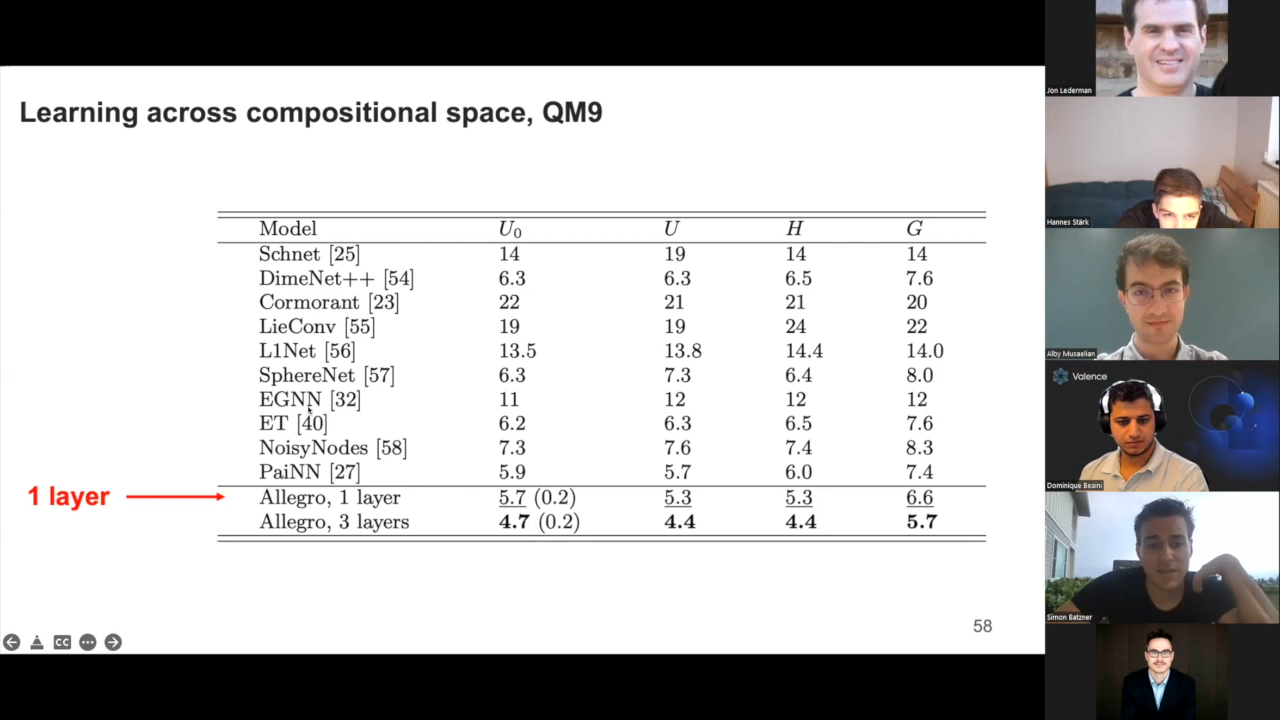 Learning across compositional space, QM9
Model U0 U H G
Schnet [25] 14 19 14 14
DimeNet++ [54] 6.3 6.3 6.5 7.6
Cormorant [23] 22 21 21 20
LieConv [55] 19 19 24 22
L1Net [56] 13.5 13.8 14.4 14.0
SphereNet [57] 6.3 7.3 6.4 8.0
EGNN [32] 11 12 12 12
ET [40] 6.2 6.3 6.5 7.6
NoisyNodes [58] 7.3 7.6 7.4 8.3
PaiNN [27] 5.9 5.7 6.0 7.4
1 layer
Allegro, 1 layer 5.7 (0.2) 5.3 5.3 6.6
Allegro, 3 layers 4.7 (0.2) 4.4 4.4 5.7
58
CC
Jon Lederman
Hannes Stärk
Alby Musaelian
Valence
Dominique Beaini
Simon Batzner